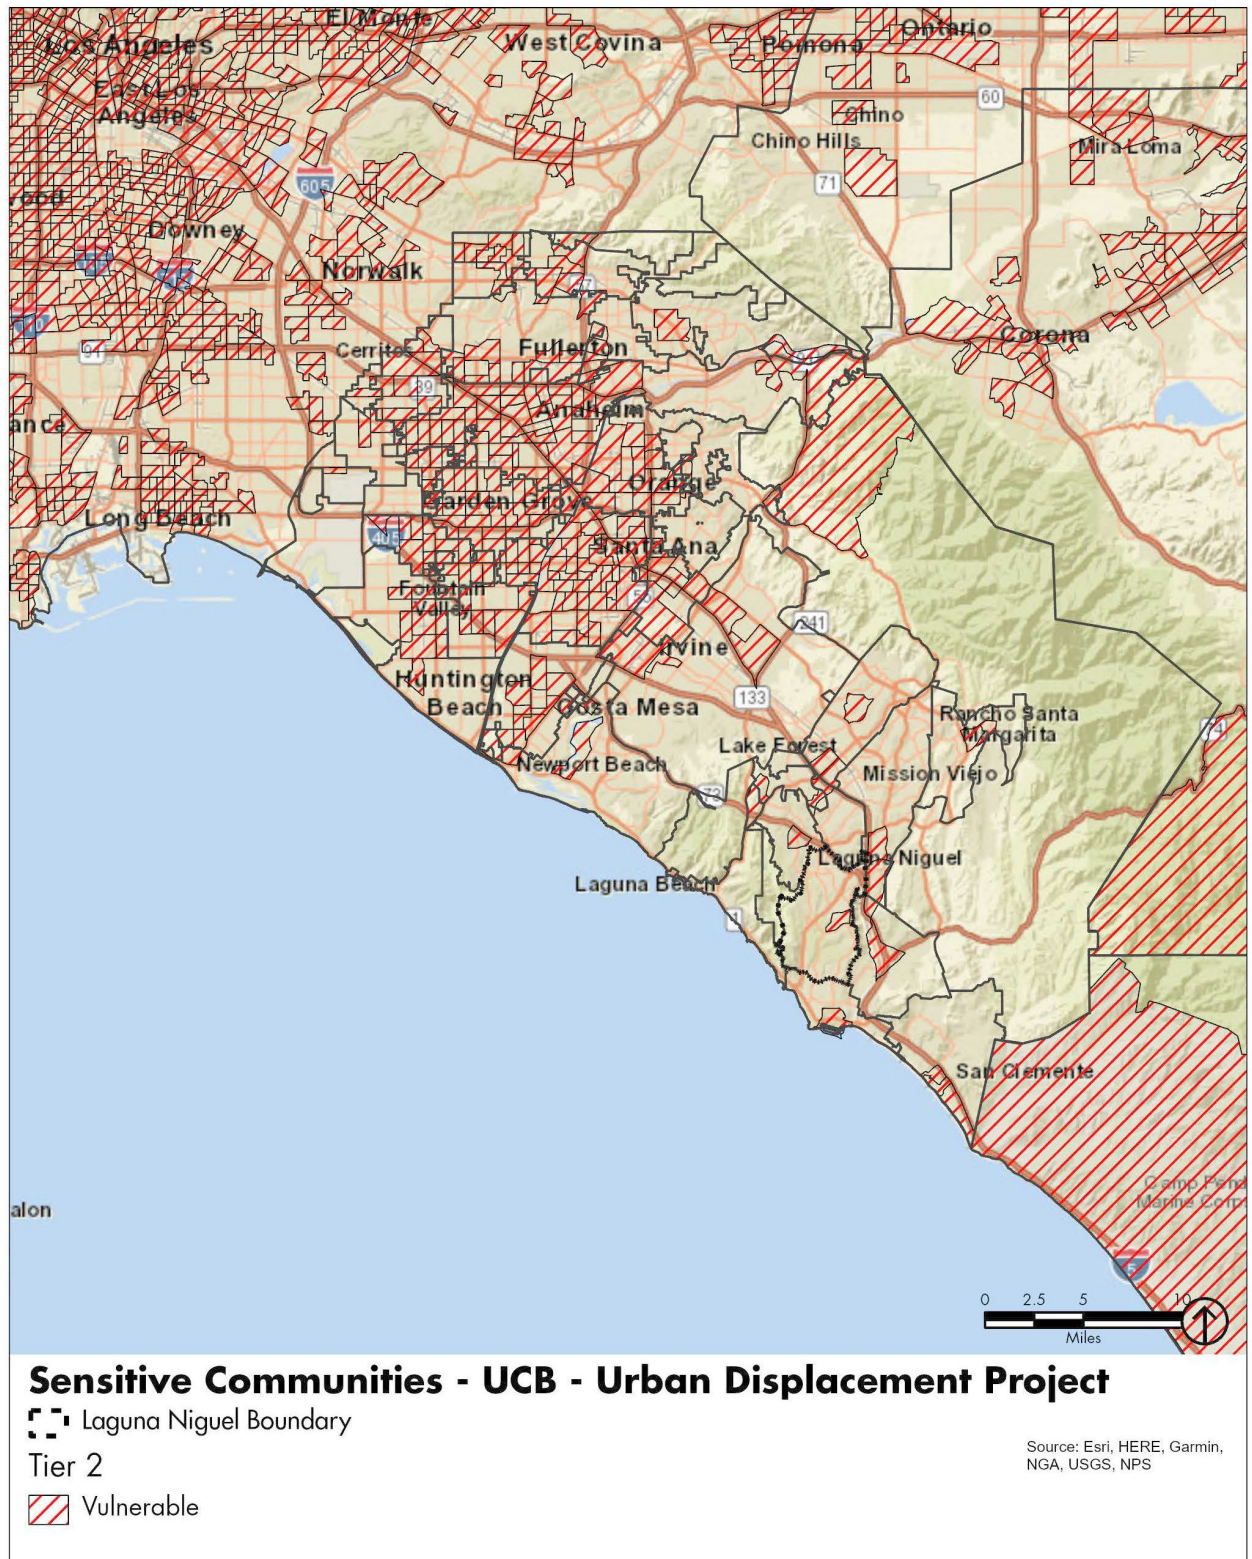 El Monte
Los Angeles
West Covina
Pomona
Ontario
East Los
Angeles
60
Chino
Chino Hills
Mira Loma
605
71
Downey
Norwalk
Corona
91
Cerritos
Fullerton
39
Anaheim
Orange
Garden Grove
Long Beach
405
Santa Ana
Fountain
Valley
55
241
Irvine
Huntington
Beach
133
Costa Mesa
Rancho Santa
Margarita
74
Lake Forest
Newport Beach
Mission Viejo
73
Laguna Niguel
Laguna Beach
1
San Clemente
alon
5
0 2.5 5 10
Miles
Sensitive Communities - UCB - Urban Displacement Project
Laguna Niguel Boundary
Tier 2
Vulnerable
Source: Esri, HERE, Garmin,
NGA, USGS, NPS